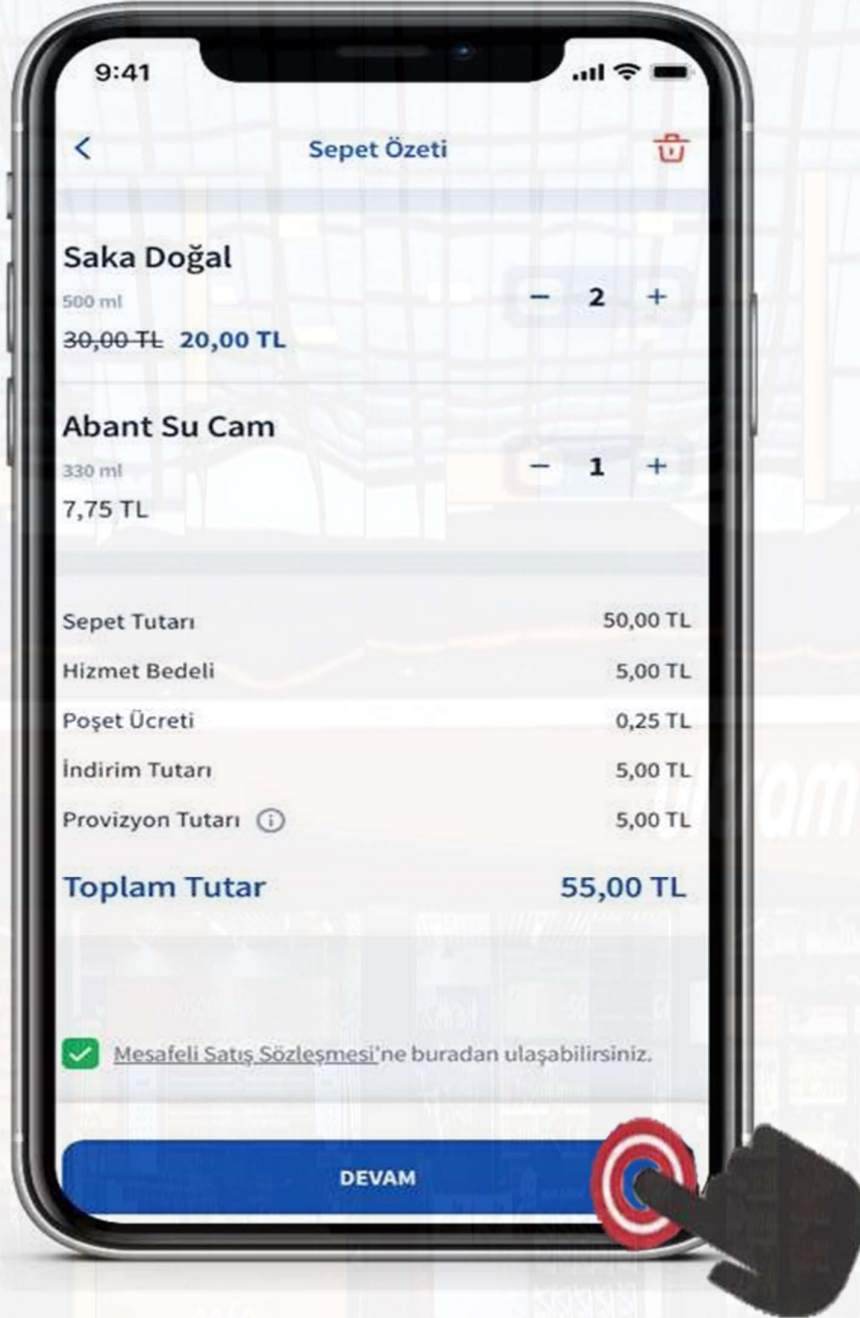 9:41
Sepet Özeti
Saka Doğal
500 ml
2
30,00 TL 20,00 TL
Abant Su Cam
330 ml
1
7,75 TL
Sepet Tutarı 50,00 TL
Hizmet Bedeli 5,00 TL
Poşet Ücreti 0,25 TL
İndirim Tutarı 5,00 TL
Provizyon Tutarı 5,00 TL
Toplam Tutar 55,00 TL
Mesafeli Satış Sözleşmesi'ne buradan ulaşabilirsiniz.
DEVAM